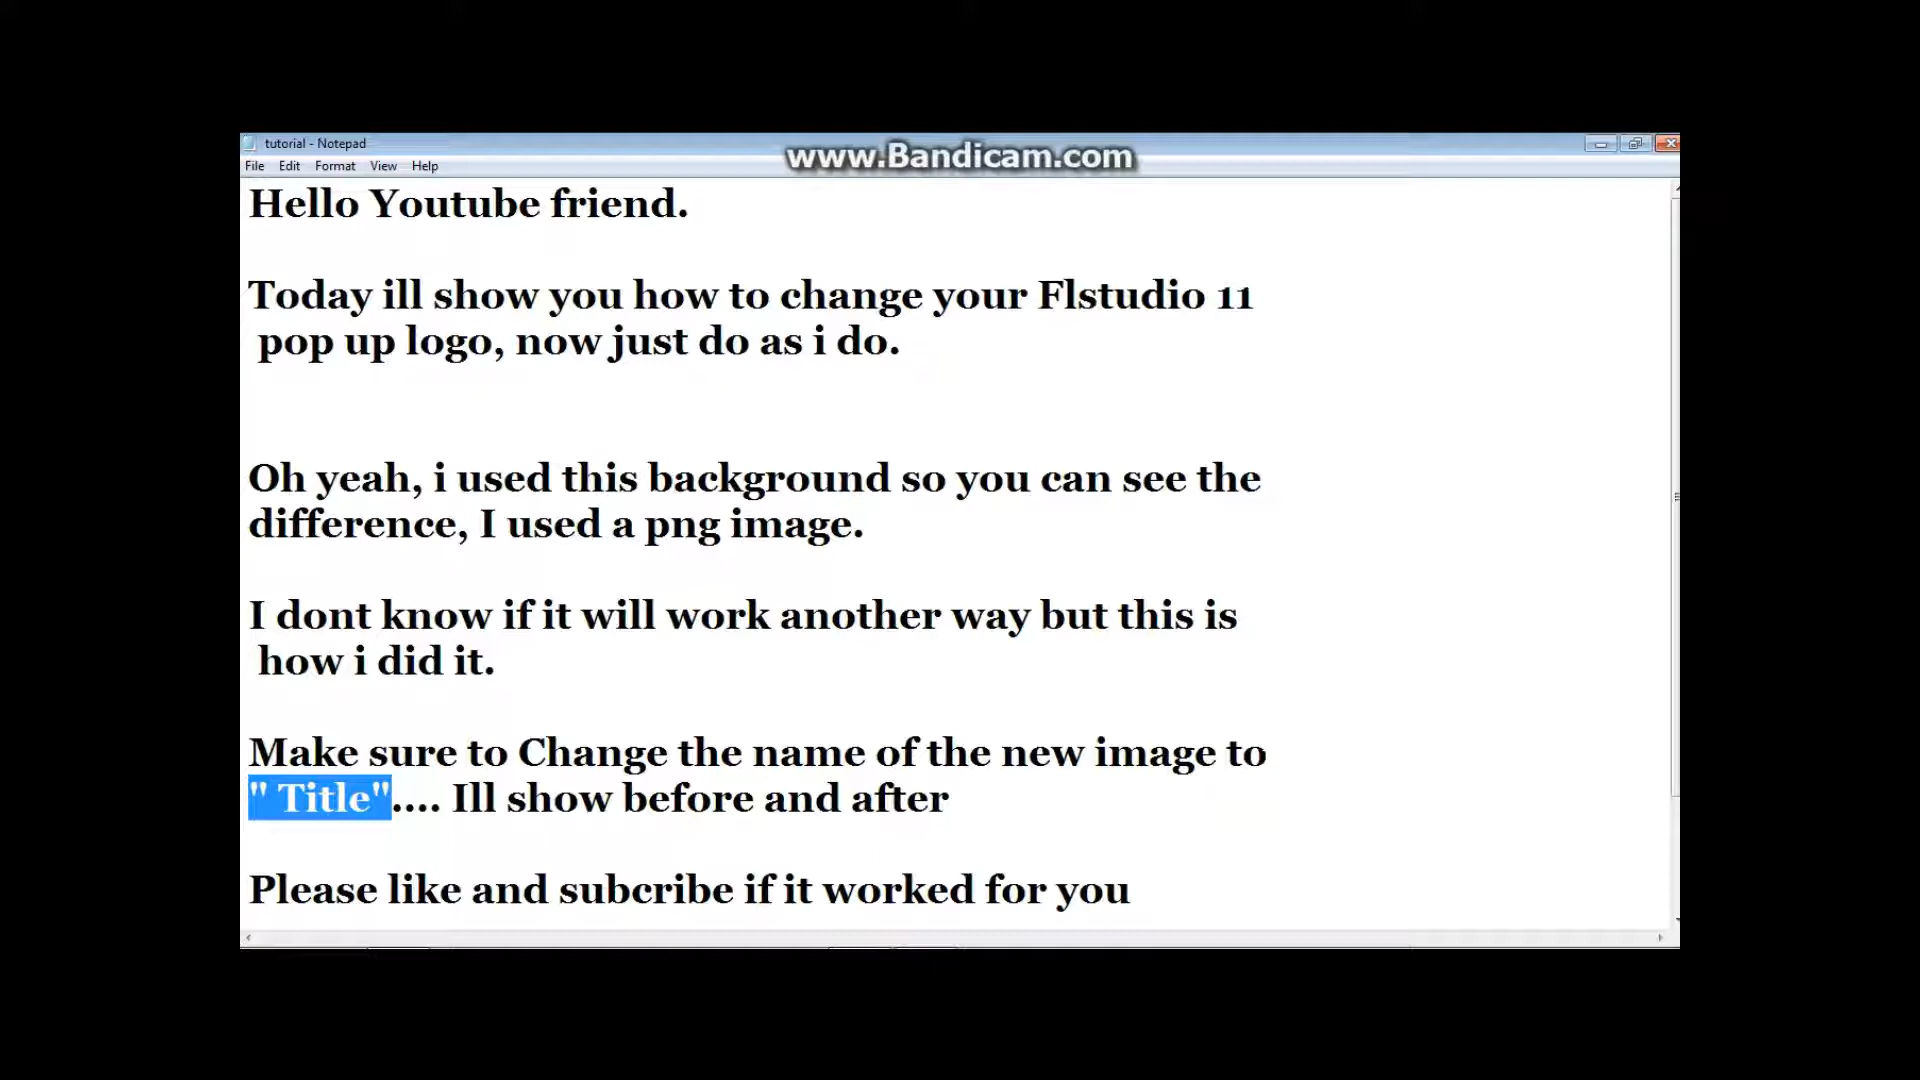 tutorial - Notepad
www.Bandicam.com
File Edit Format View Help
Hello Youtube friend.
Today ill show you how to change your Flstudio 11
pop up logo, now just do as i do.
Oh yeah, i used this background so you can see the
difference, I used a png image.
I dont know if it will work another way but this is
how i did it.
Make sure to Change the name of the new image to
" Title".... Ill show before and after
Please like and subcribe if it worked for you